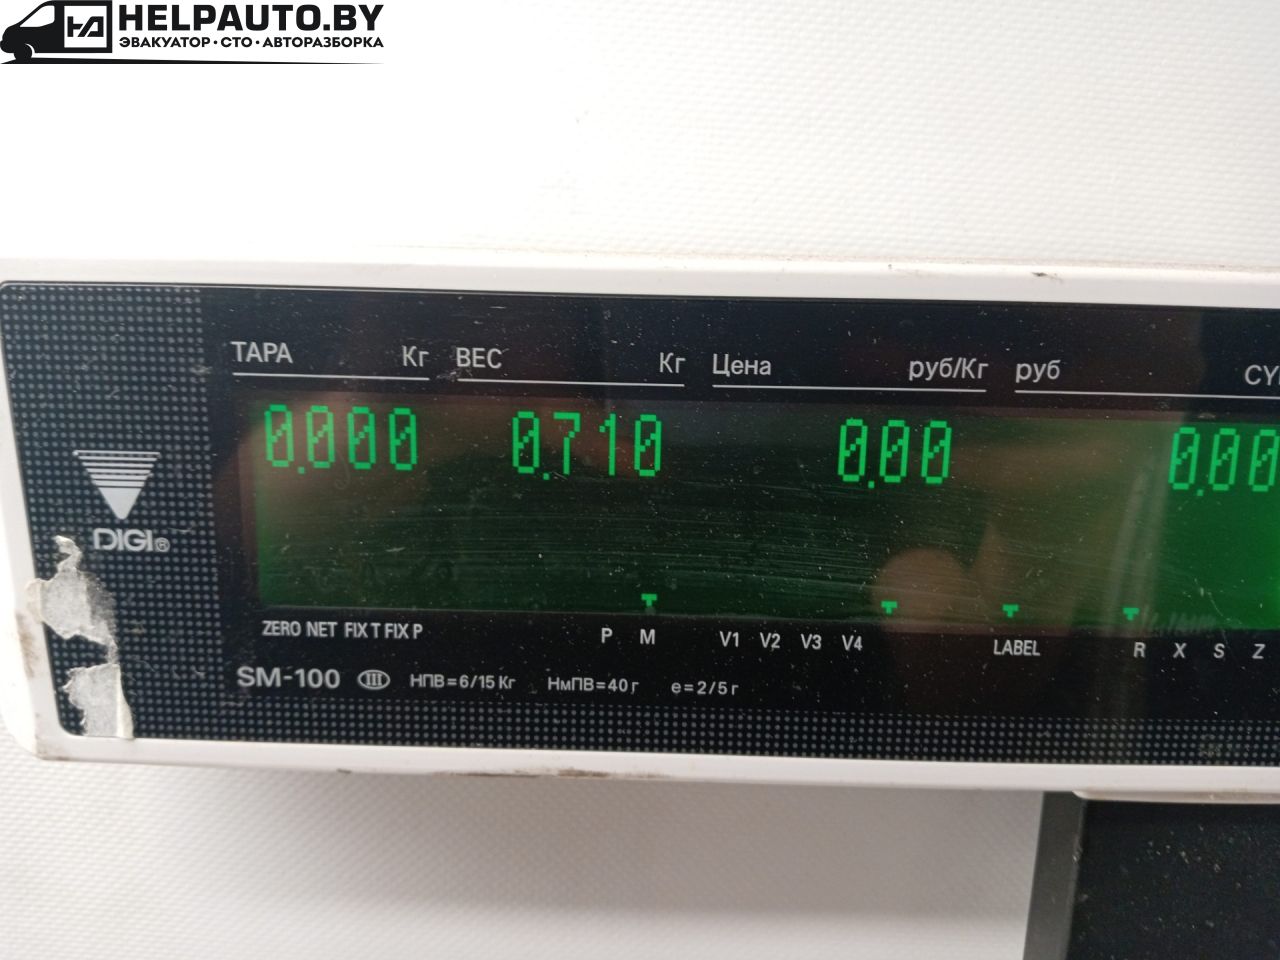 HELPAUTO.BY
ЭВАКУАТОР · СТО · АВТОРАЗБОРКА
ТАРА Кг ВЕС Кг Цена руб/Кг руб
0.000 0.710 0.00 0.00
DIGI®
ZERO NET FIX T FIX P P M V1 V2 V3 V4 LABEL R X S Z
SM-100 III НПВ=6/15 Кг НмПВ=40 г e=2/5 г